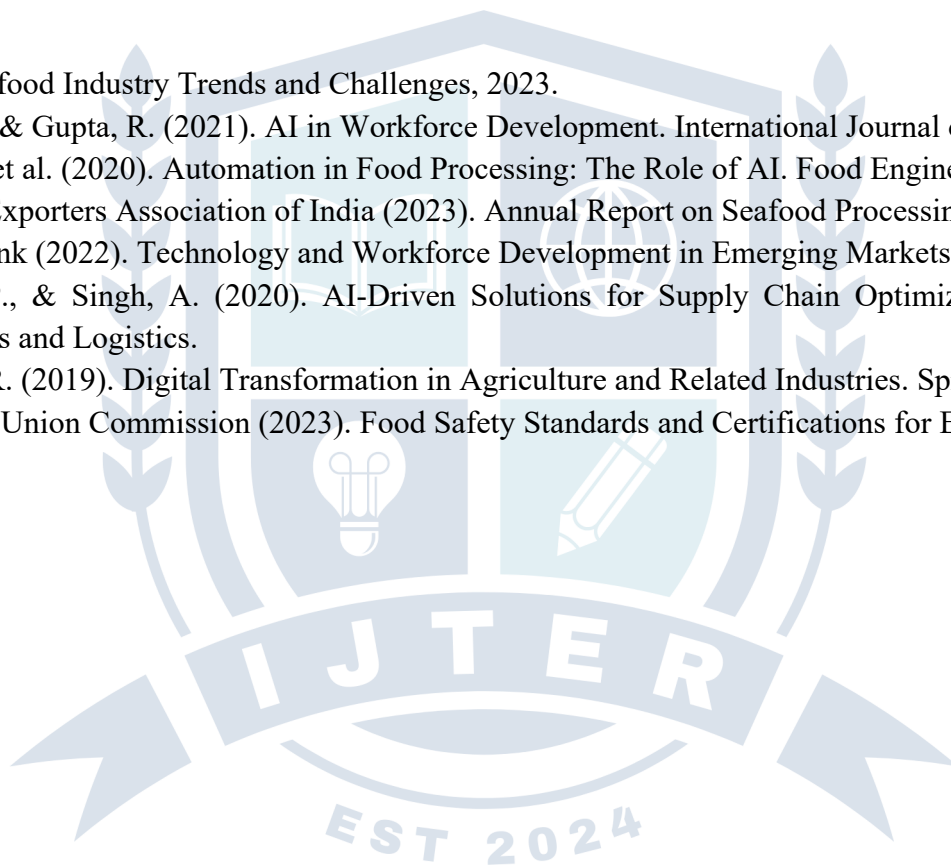 food Industry Trends and Challenges, 2023.
& Gupta, R. (2021). AI in Workforce Development. International Journal
et al. (2020). Automation in Food Processing: The Role of AI. Food Engine
Exporters Association of India (2023). Annual Report on Seafood Processin
nk (2022). Technology and Workforce Development in Emerging Markets
., & Singh, A. (2020). AI-Driven Solutions for Supply Chain Optimiz
s and Logistics.
R. (2019). Digital Transformation in Agriculture and Related Industries. Sp
Union Commission (2023). Food Safety Standards and Certifications for E
IJTER
EST 2024